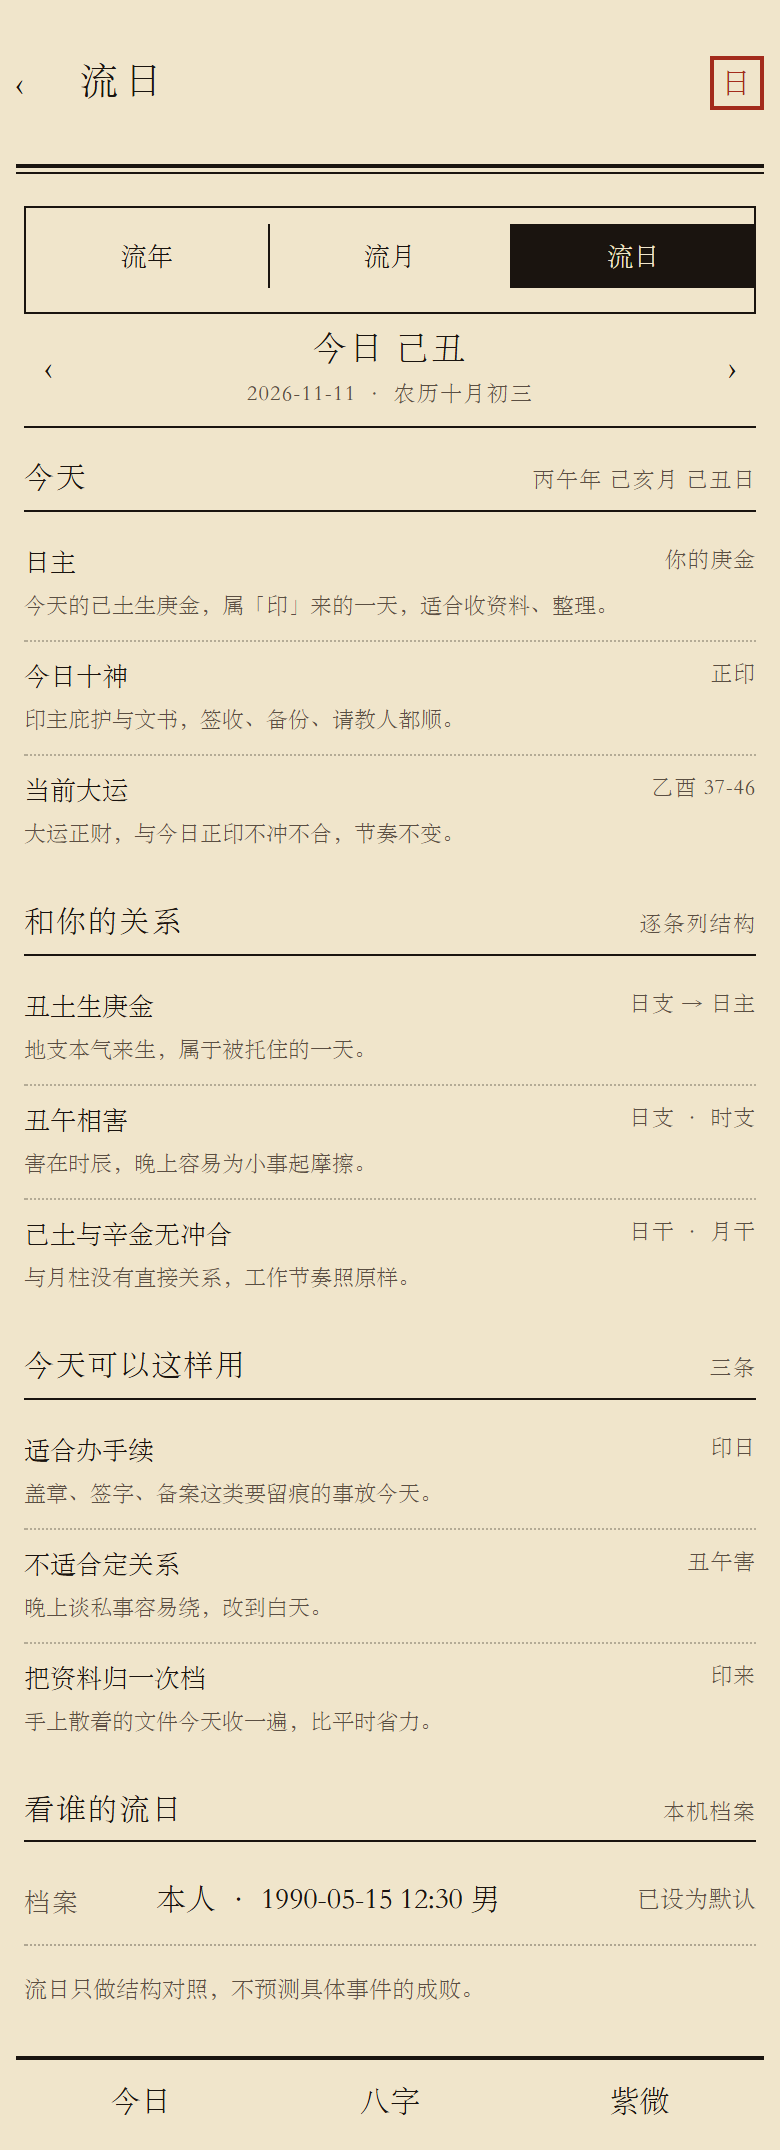 ‹ 流日 日
流年 流月 流日
‹ 今日 己丑 ›
2026-11-11 · 农历十月初三
今天 丙午年 己亥月 己丑日
日主 你的庚金
今天的己土生庚金，属「印」来的一天，适合收资料、整理。
今日十神 正印
印主庇护与文书，签收、备份、请教人都顺。
当前大运 乙酉 37-46
大运正财，与今日正印不冲不合，节奏不变。
和你的关系 逐条列结构
丑土生庚金 日支 → 日主
地支本气来生，属于被托住的一天。
丑午相害 日支 · 时支
害在时辰，晚上容易为小事起摩擦。
己土与辛金无冲合 日干 · 月干
与月柱没有直接关系，工作节奏照原样。
今天可以这样用 三条
适合办手续 印日
盖章、签字、备案这类要留痕的事放今天。
不适合定关系 丑午害
晚上谈私事容易绕，改到白天。
把资料归一次档 印来
手上散着的文件今天收一遍，比平时省力。
看谁的流日 本机档案
档案 本人 · 1990-05-15 12:30 男 已设为默认
流日只做结构对照，不预测具体事件的成败。
今日 八字 紫微